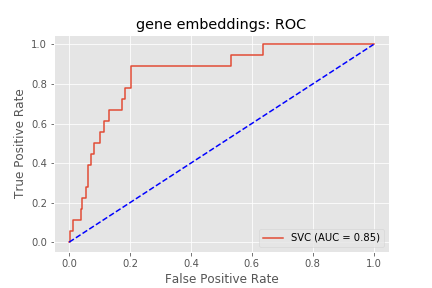 gene embeddings: ROC
True Positive Rate
1.0
0.8
0.6
0.4
0.2
0.0
SVC (AUC = 0.85)
0.0 0.2 0.4 0.6 0.8 1.0
False Positive Rate